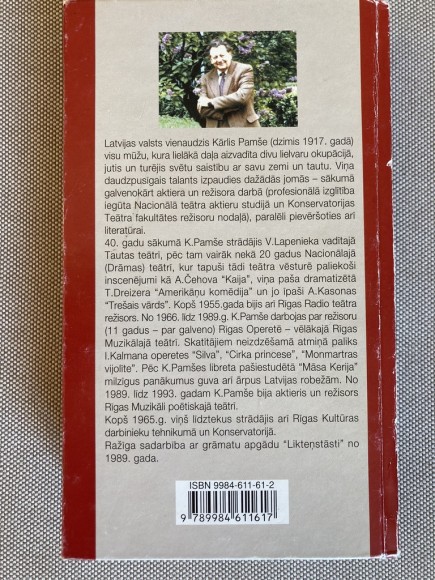 Latvijas valsts vienaudzis Kārlis Pamše (dzimis 1917. gadā)
visu mūžu, kura lielākā daļa aizvadīta divu lielvaru okupācijā,
jutis un turējis svētu saistību ar savu zemi un tautu. Viņa
daudzpusīgais talants izpaudies dažādās jomās – sākumā
galvenokārt aktiera un režisora darbā (profesionālā izglītība
iegūta Nacionālā teātra aktieru studijā un Konservatorijas
Teātra fakultātes režisoru nodaļā), paralēli pievēršoties arī
literatūrai.
40. gadu sākumā K.Pamše strādājis V.Lapenieka vadītajā
Tautas teātrī, pēc tam vairāk nekā 20 gadus Nacionālajā
(Drāmas) teātrī, kur tapuši tādi teātra vēsturē paliekoši
inscenējumi kā A.Čehova "Kaija", viņa paša dramatizētā
T.Dreizera “Amerikāņu komēdija” un jo īpaši A.Kasonas
“Trešais vārds”. Kopš 1955.gada bijis arī Rīgas Radio teātra
režisors. No 1966. līdz 1989.g. K.Pamše darbojas par režisoru
(11 gadus – par galveno) Rīgas Operetē – vēlākajā Rīgas
Muzikālajā teātrī. Skatītājiem neizdzēšamā atmiņā paliks
I.Kalmana operetes “Silva”, “Cirka princese”, “Monmartras
vijolīte”. Pēc K.Pamšes libreta pašiestudētā “Māsa Kerija”
milzīgus panākumus guva arī ārpus Latvijas robežām. No
1989. līdz 1993. gadam K.Pamše bija aktieris un režisors
Rīgas Muzikāli poētiskajā teātrī.
Kopš 1965.g. viņš līdztekus strādājis arī Rīgas Kultūras
darbinieku tehnikumā un Konservatorijā.
Ražīga sadarbība ar grāmatu apgādu “Likteņstāsti” no
1989. gada.
ISBN 9984-611-61-2
9 789984 611617